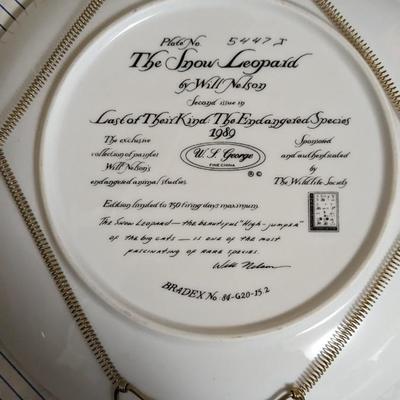 Plate No. 5447 I
The Snow Leopard
by Will Nelson
Second issue in
Last of Their Kind: The Endangered Species
1989
The exclusive
collection of painter
Will Nelson's
endangered animal studies
W. S. George
FINE CHINA
®©
Sponsored
and authenticated
by
The Wildlife Society
Edition limited to 150 firing days maximum.
The Snow Leopard — the beautiful "high-jumper"
of the big cats — is one of the most
fascinating of rare species.
Will Nelson
BRADEX No. 84-G20-15.2